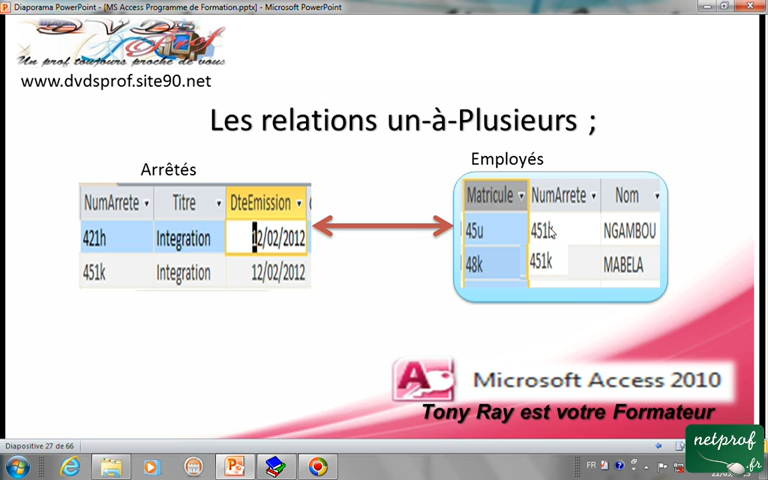 Diaporama PowerPoint - [MS Access Programme de Formation.pptx] - Microsoft PowerPoint
Un prof toujours proche de vous
www.dvdsprof.site90.net
Les relations un-à-Plusieurs ;
Arrêtés
Employés
NumArrete Titre DteEmission
421h Integration 12/02/2012
451k Integration 12/02/2012
Matricule NumArrete Nom
45u 451k NGAMBOU
48k 451k MABELA
Microsoft Access 2010
Tony Ray est votre Formateur
Diapositive 27 de 66
FR
netprof
.fr